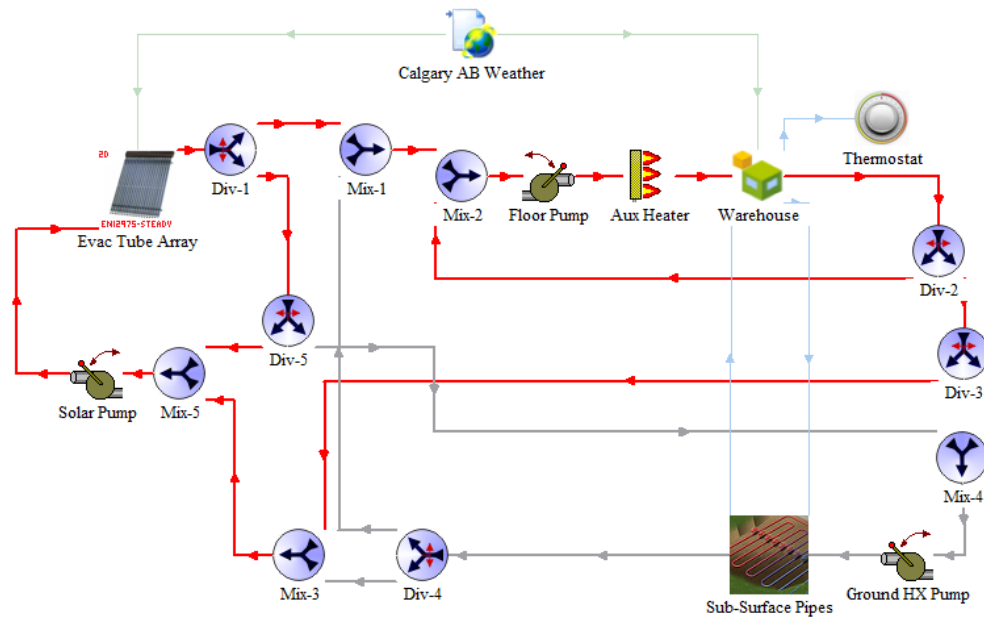 Calgary AB Weather
2D
Div-1
Mix-1
Thermostat
Mix-2
Floor Pump
Aux Heater
Warehouse
EN12975-STEADY
Evac Tube Array
Div-2
Div-5
Solar Pump
Mix-5
Div-3
Mix-4
Mix-3
Div-4
Sub-Surface Pipes
Ground HX Pump